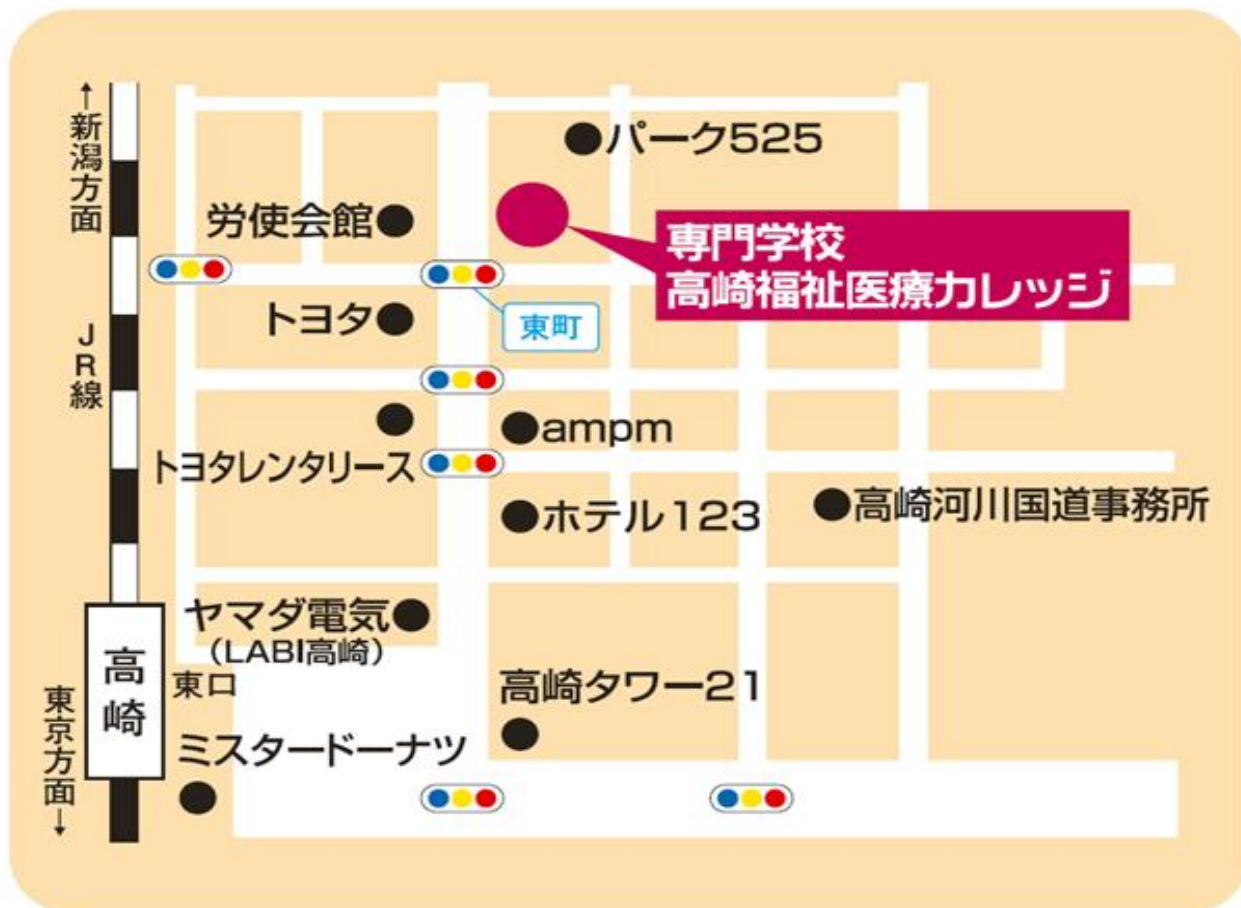 ↑新潟方面
JR線
高崎
東京方面↓
パーク525
労使会館
専門学校
高崎福祉医療カレッジ
トヨタ
東町
ampm
トヨタレンタリース
ホテル123
高崎河川国道事務所
ヤマダ電気
（LABI高崎）
東口
高崎タワー21
ミスタードーナツ